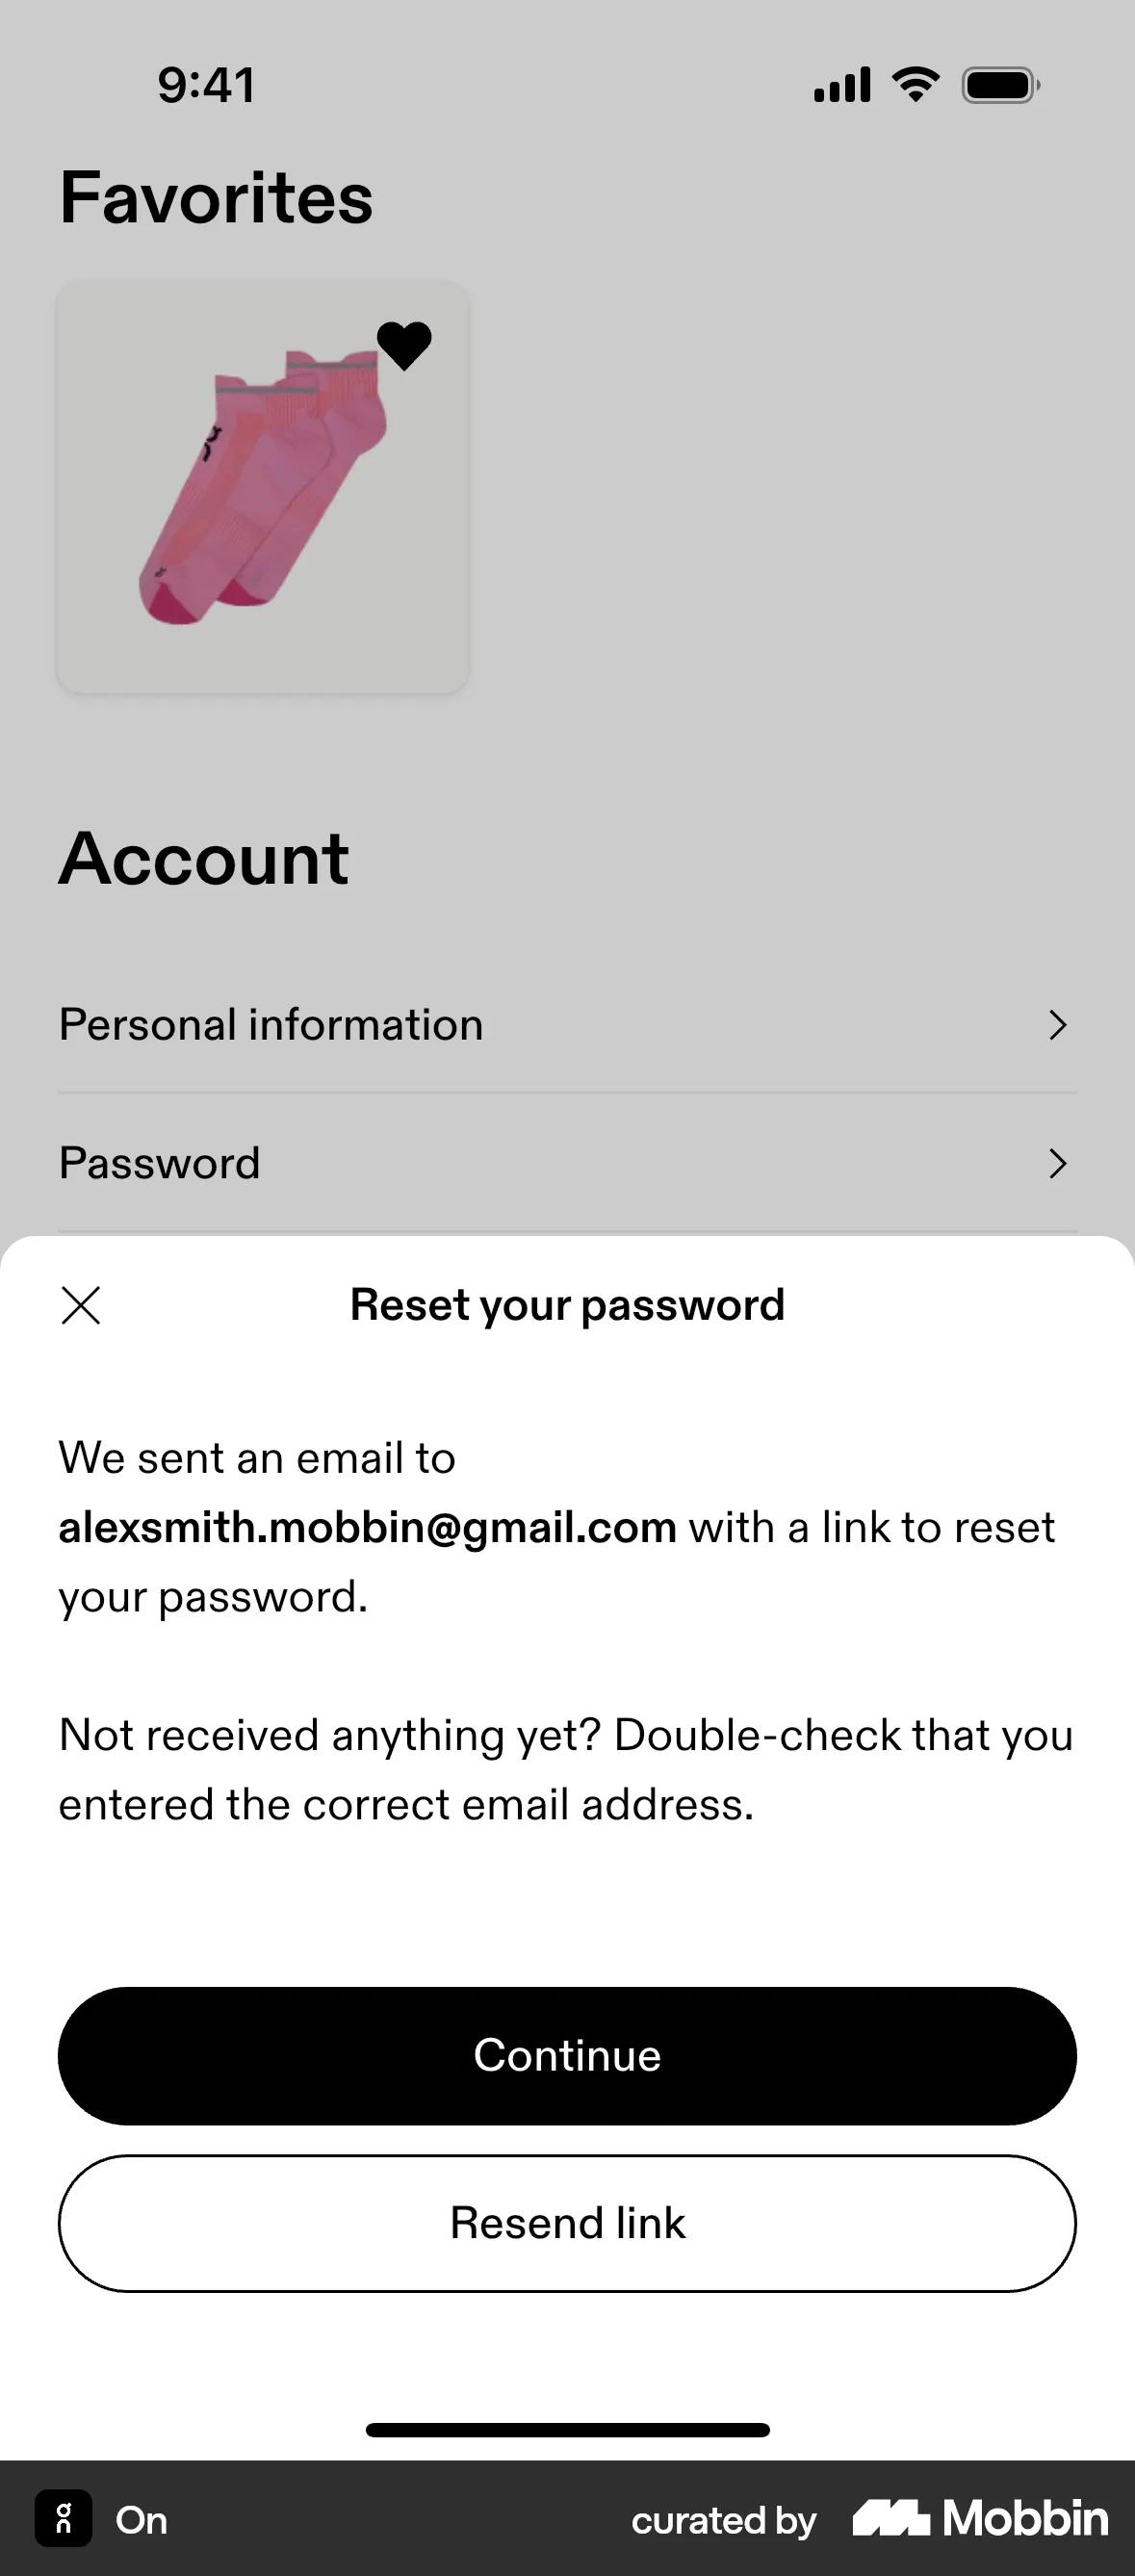 9:41
Favorites
Account
Personal information
Password
Reset your password
We sent an email to
alexsmith.mobbin@gmail.com with a link to reset
your password.
Not received anything yet? Double-check that you
entered the correct email address.
Continue
Resend link
On
curated by Mobbin